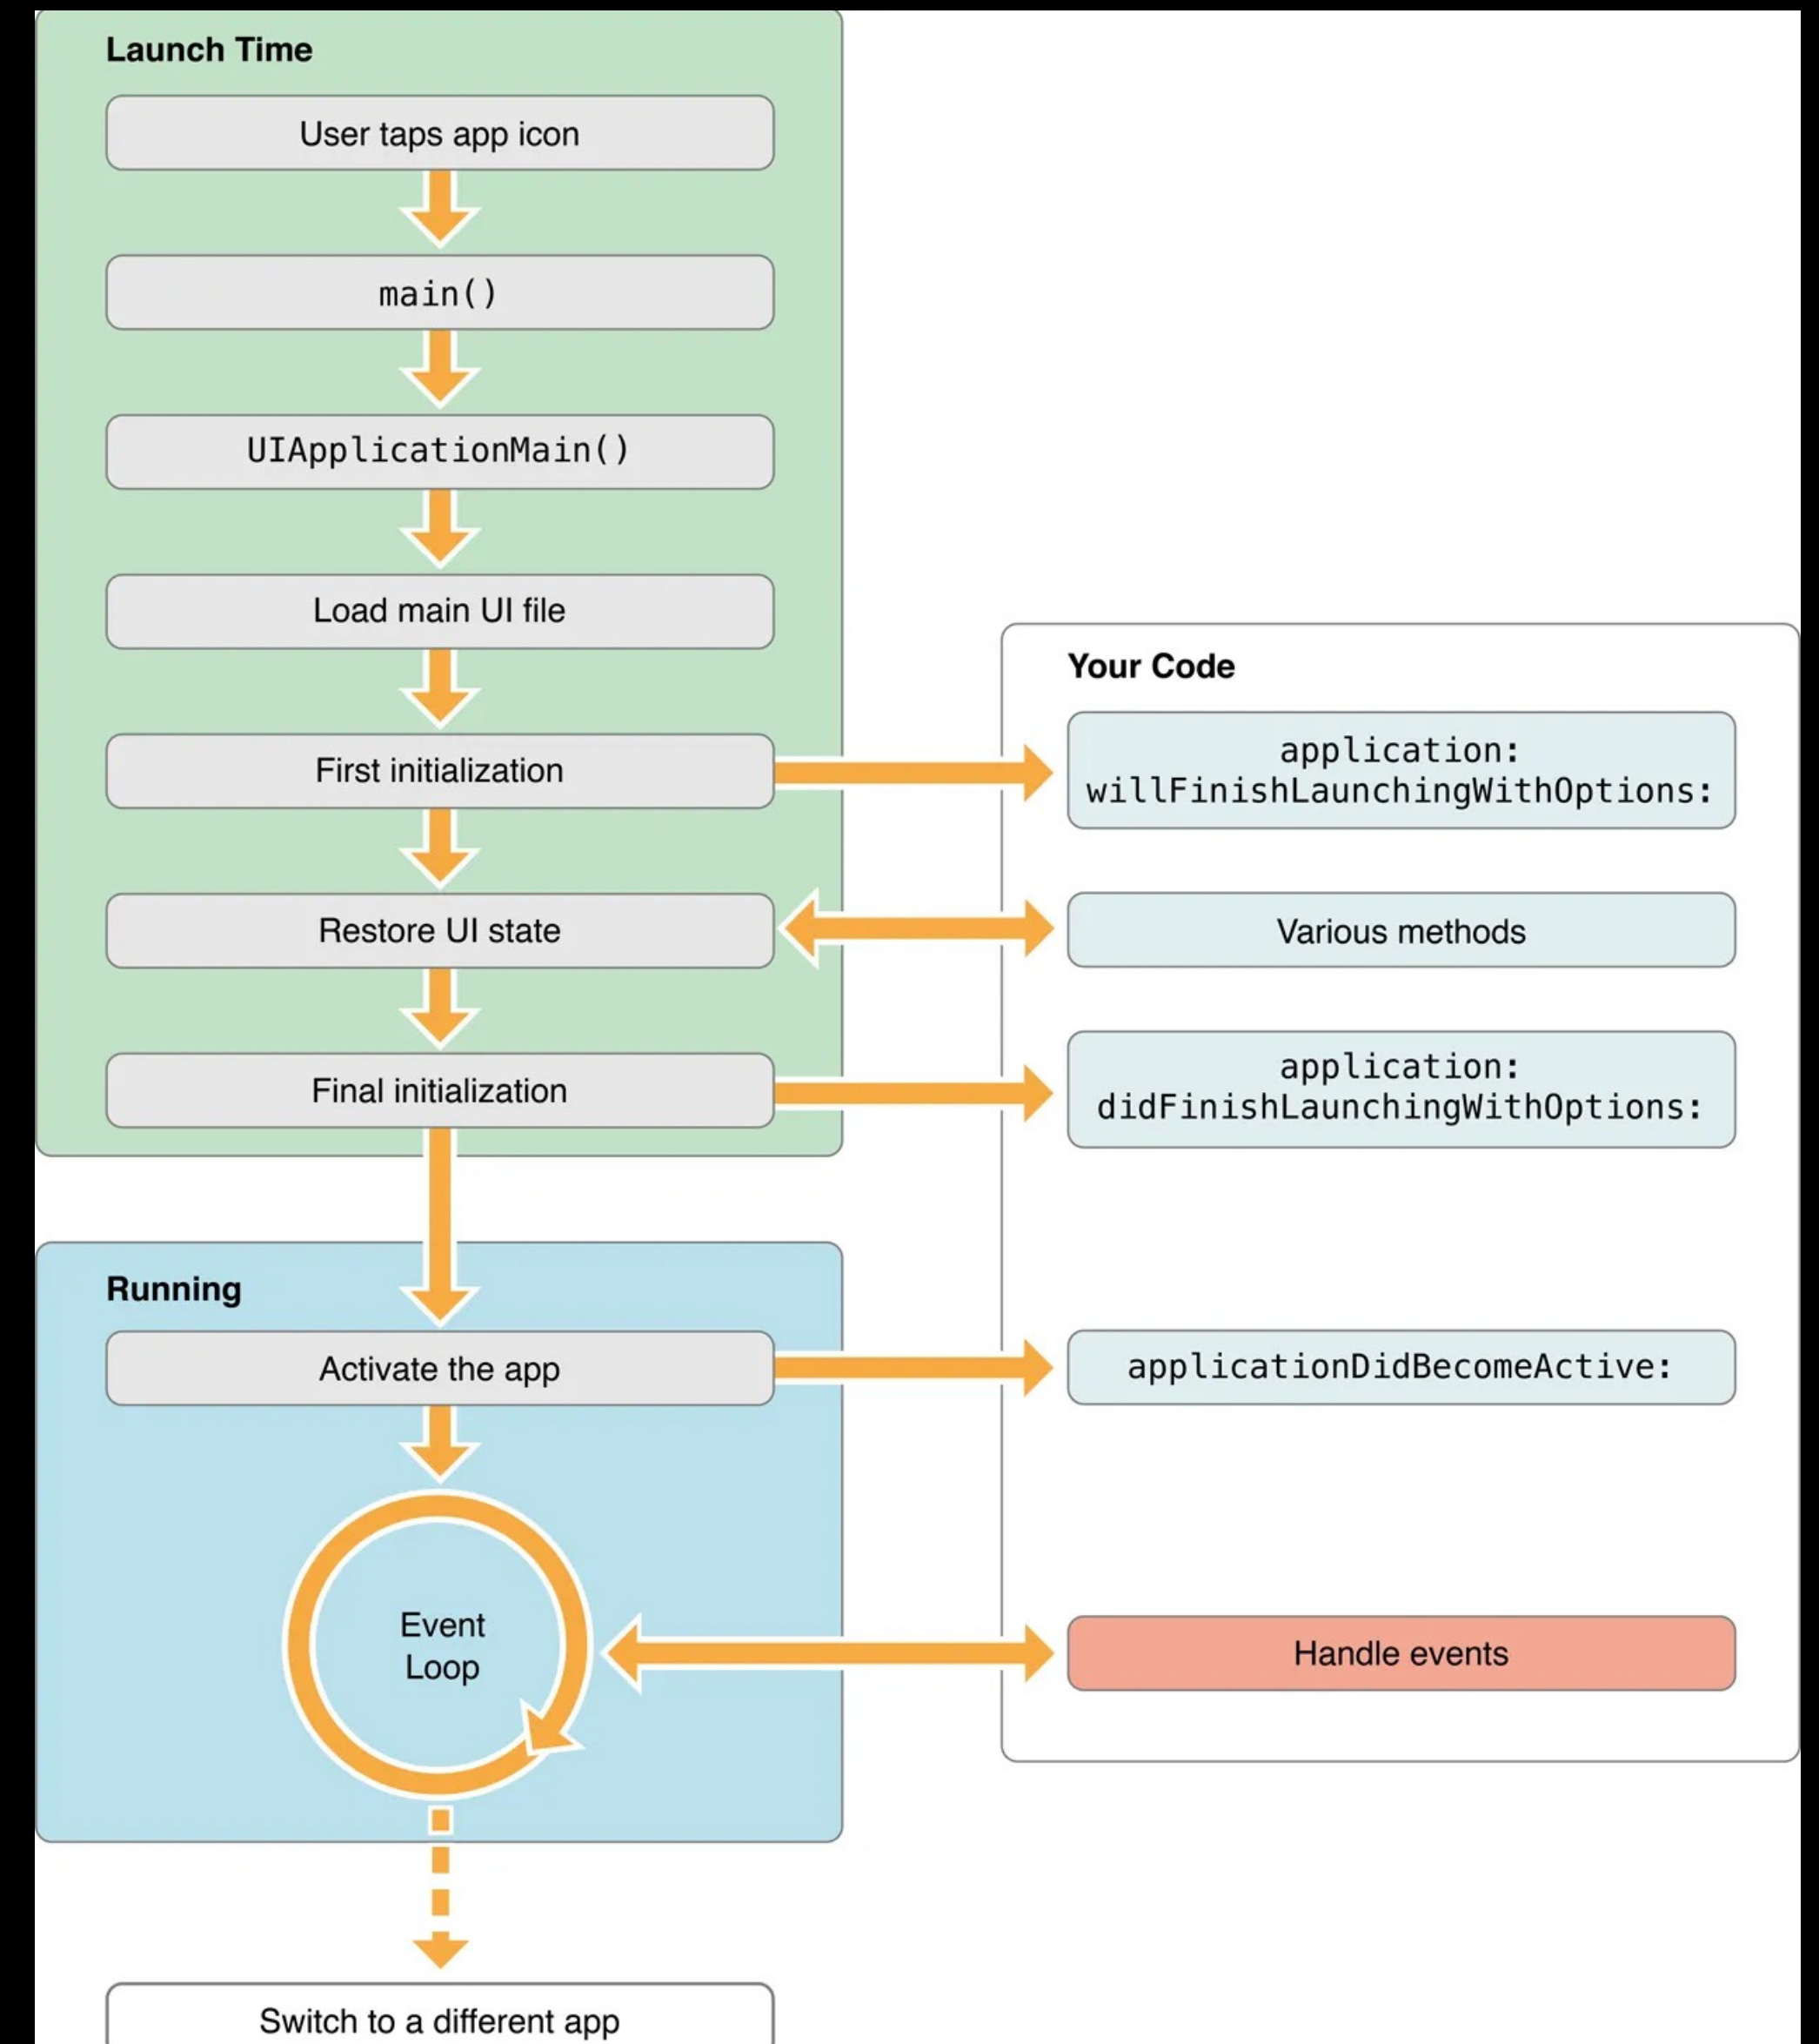 Launch Time
User taps app icon
main()
UIApplicationMain()
Load main UI file
First initialization
Restore UI state
Final initialization
Your Code
application:
willFinishLaunchingWithOptions:
Various methods
application:
didFinishLaunchingWithOptions:
Running
Activate the app
applicationDidBecomeActive:
Event
Loop
Handle events
Switch to a different app